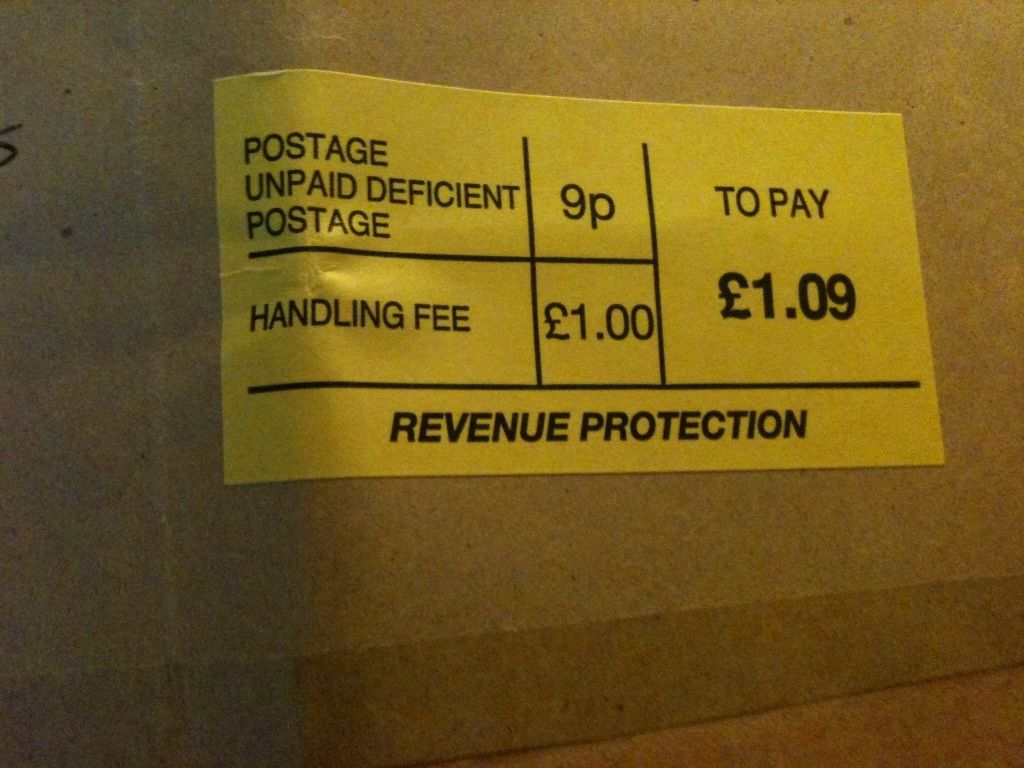 POSTAGE
UNPAID DEFICIENT
POSTAGE
9p
HANDLING FEE
£1.00
TO PAY
£1.09
REVENUE PROTECTION